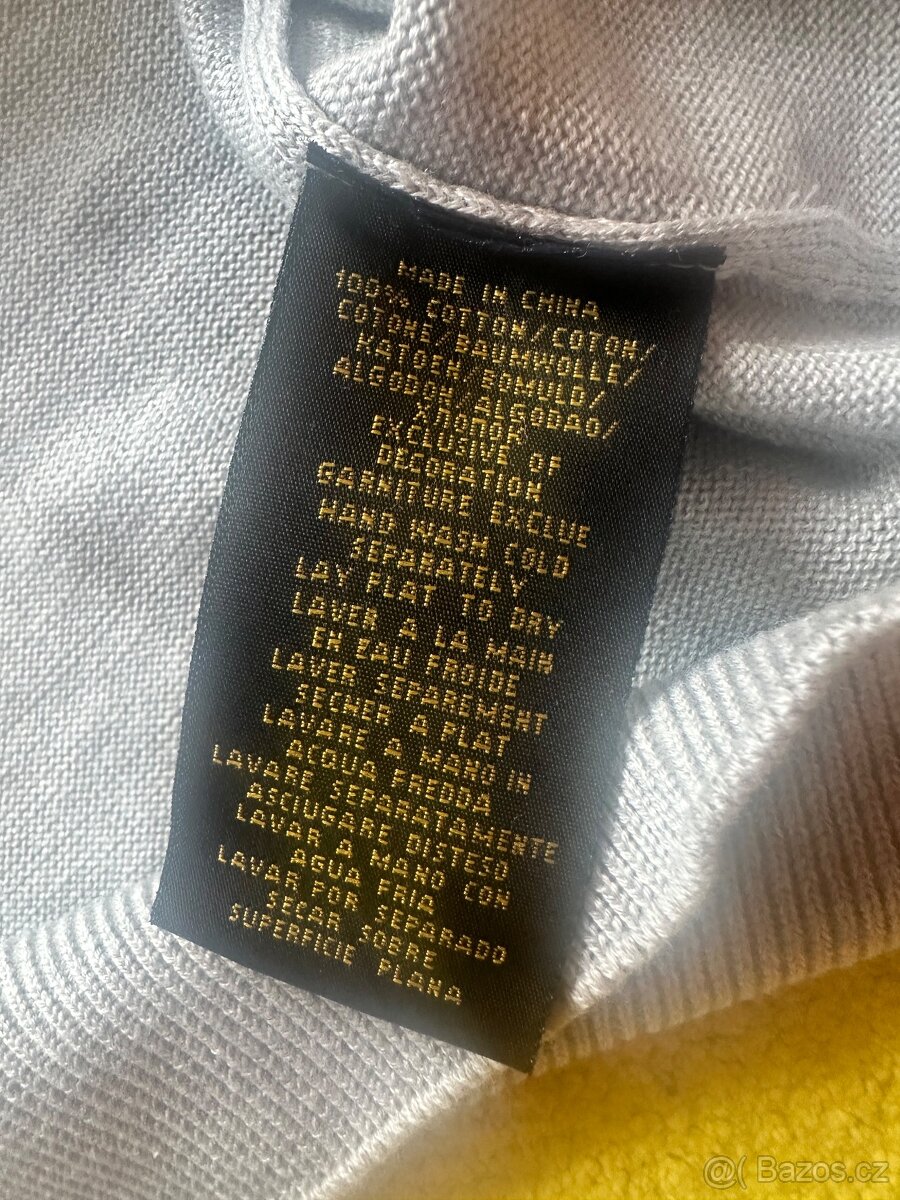 MADE IN CHINA
100% COTTON/COTON/
COTONE/BAUMWOLLE/
KATOEN/BOMULD/
ALGODON/ALGODAO/
ХЛОПОК
EXCLUSIVE OF
DECORATION
GARNITURE EXCLUE
HAND WASH COLD
SEPARATELY
LAY FLAT TO DRY
LAVER A LA MAIN
EN EAU FROIDE
LAVER SEPAREMENT
SECHER A PLAT
LAVARE A MANO IN
ACQUA FREDDA
LAVARE SEPARATAMENTE
ASCIUGARE DISTESO
LAVAR A MANO CON
AGUA FRIA
LAVAR POR SEPARADO
SECAR SOBRE
SUPERFICIE PLANA
@( Bazos.cz